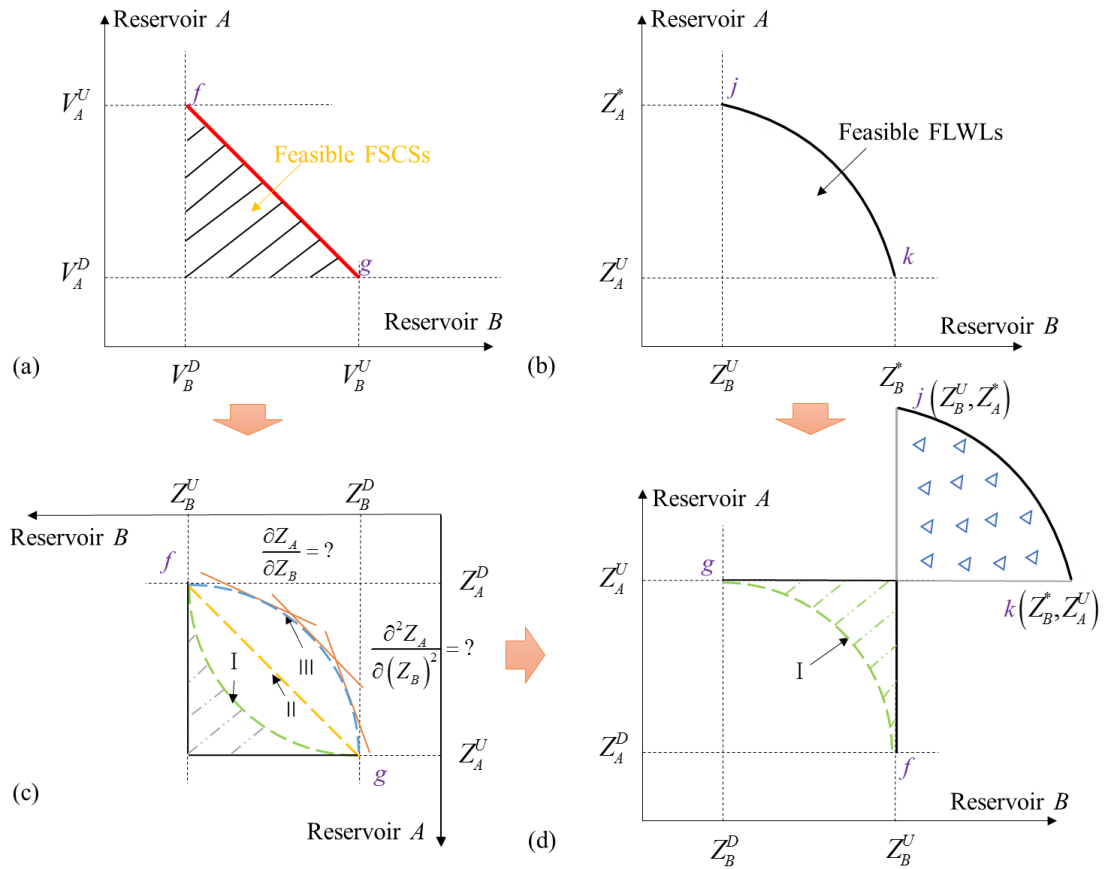 Reservoir A
f
V_A^U
Feasible FSCSs
V_A^D
g
Reservoir B
(a)
V_B^D
V_B^U
Reservoir A
j
Z_A^*
Feasible FLWLs
k
Z_A^U
Reservoir B
(b)
Z_B^U
Z_B^*
Z_B^U
Z_B^D
Reservoir B
∂Z_A/∂Z_B = ?
f
Z_A^D
∂²Z_A/∂(Z_B)² = ?
I
III
II
Z_A^U
g
(c)
Reservoir A
j(Z_B^U, Z_A^*)
Reservoir A
Z_A^U
g
k(Z_B^*, Z_A^U)
I
Z_A^D
f
Reservoir B
(d)
Z_B^D
Z_B^U